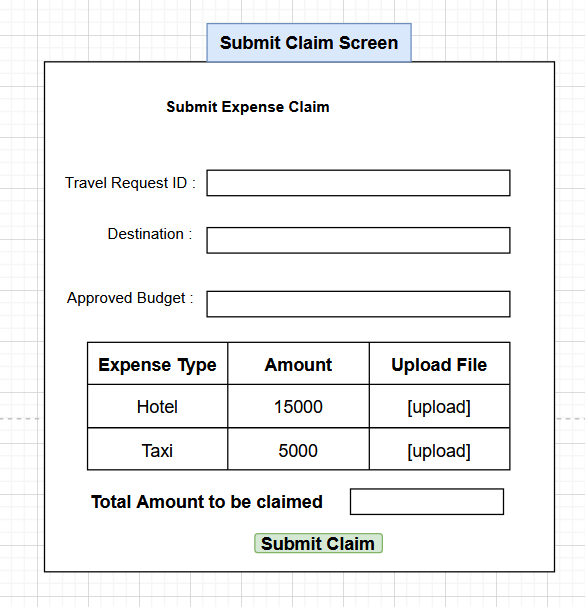 Submit Claim Screen
Submit Expense Claim
Travel Request ID :
Destination :
Approved Budget :
Expense Type Amount Upload File
Hotel 15000 [upload]
Taxi 5000 [upload]
Total Amount to be claimed
Submit Claim